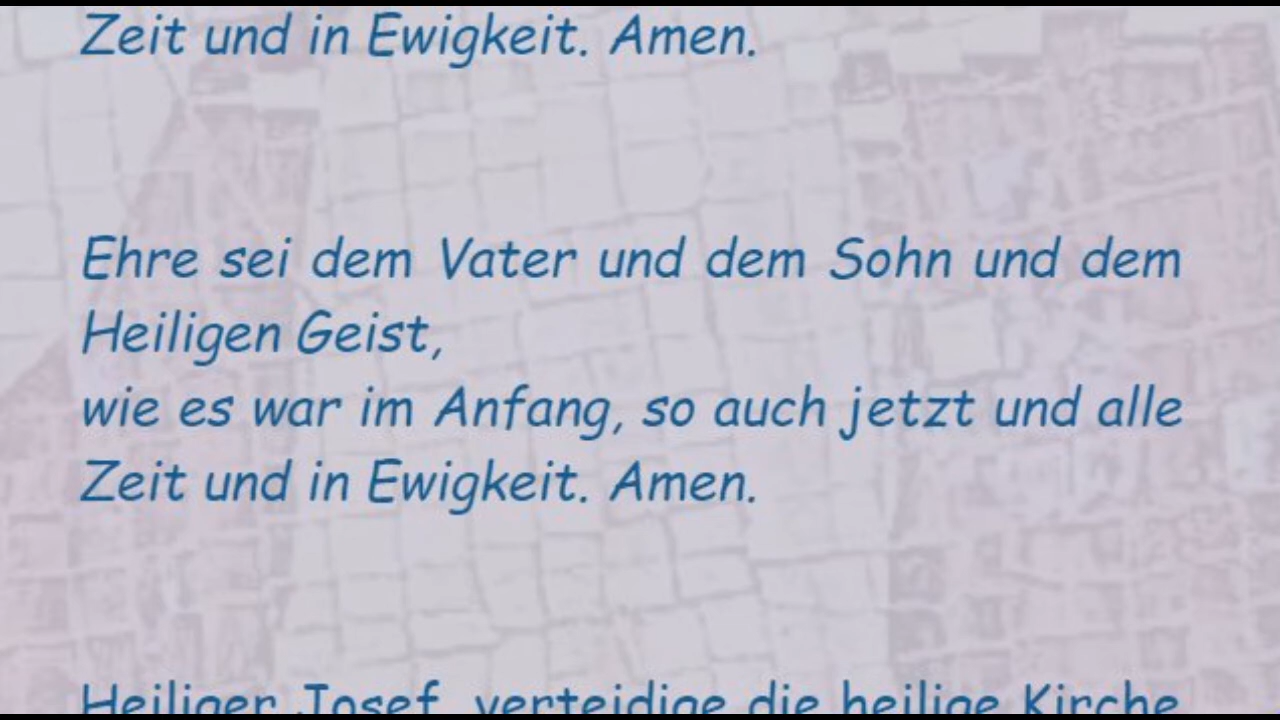 Zeit und in Ewigkeit. Amen.
Ehre sei dem Vater und dem Sohn und dem
Heiligen Geist,
wie es war im Anfang, so auch jetzt und alle
Zeit und in Ewigkeit. Amen.
Heiliger Josef, verteidige die heilige Kirche